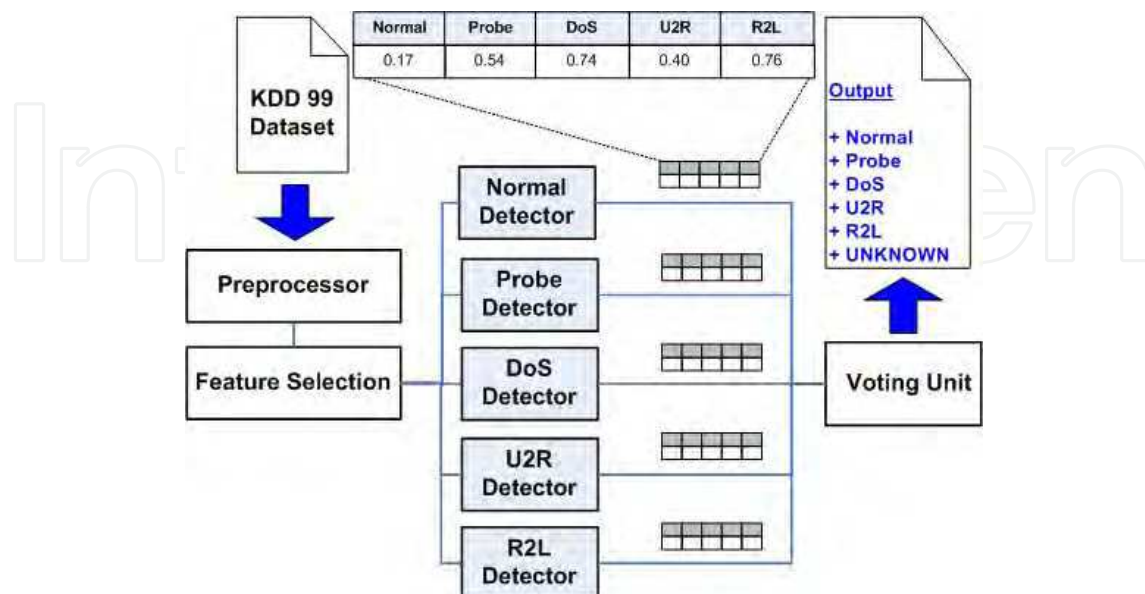 Normal Probe DoS U2R R2L
0.17 0.54 0.74 0.40 0.76
KDD 99
Dataset
Output
+ Normal
+ Probe
+ DoS
+ U2R
+ R2L
+ UNKNOWN
Normal
Detector
Preprocessor
Probe
Detector
Feature Selection
DoS
Detector
Voting Unit
U2R
Detector
R2L
Detector